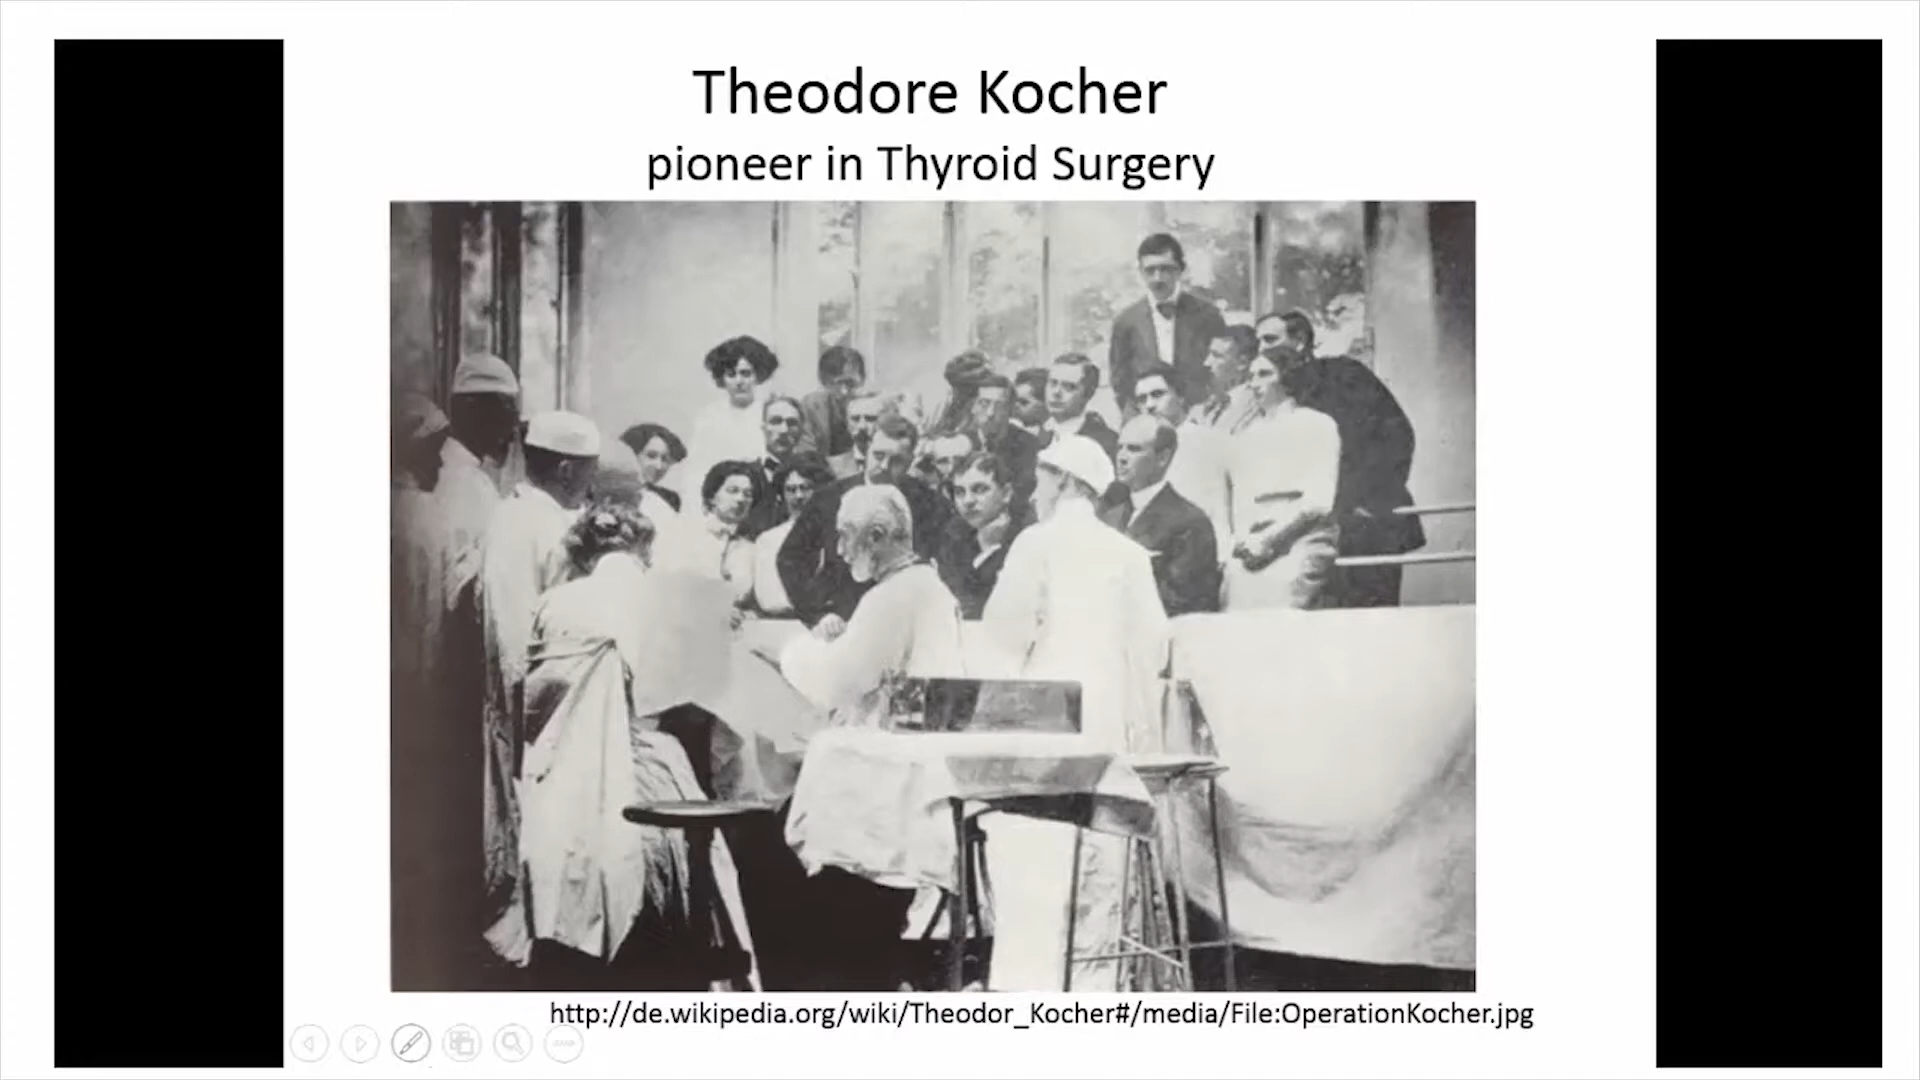 Theodore Kocher
pioneer in Thyroid Surgery
http://de.wikipedia.org/wiki/Theodor_Kocher#/media/File:OperationKocher.jpg